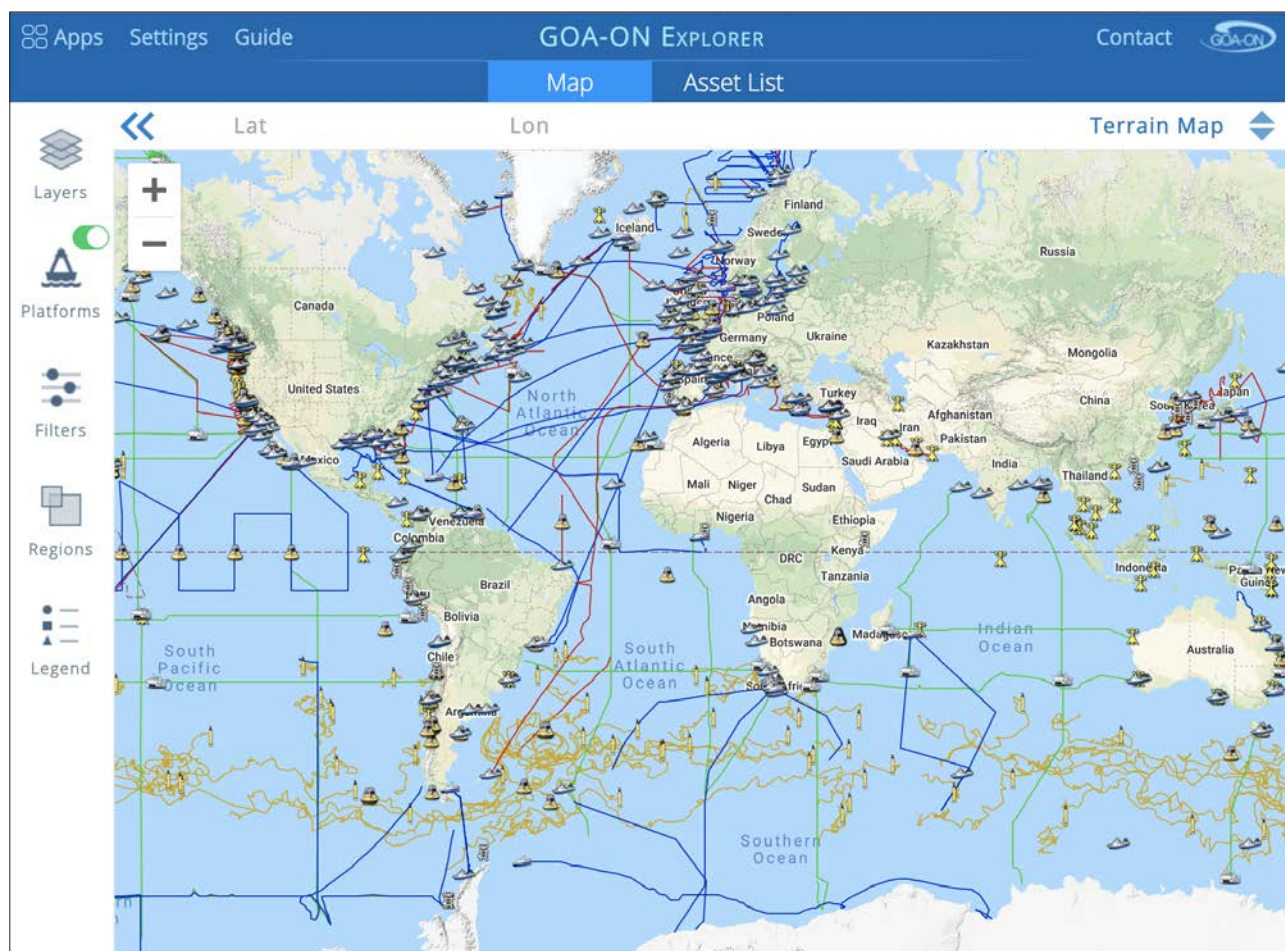 Apps Settings Guide GOA-ON EXPLORER Contact GOA-ON
Map Asset List
Lat Lon Terrain Map
Layers
Platforms
Filters
Regions
Legend
+
−
Finland
Iceland
Norway
Russia
Canada
Poland
Germany
Ukraine
Kazakhstan
Mongolia
United States
North
Atlantic
Ocean
Spain
Turkey
China
Japan
Iraq
Iran
Afghanistan
Pakistan
Algeria
Libya
Saudi Arabia
India
Mexico
Mali
Niger
Chad
Sudan
Thailand
Nigeria
Ethiopia
Venezuela
Colombia
DRC
Kenya
Tanzania
Brazil
Angola
Bolivia
Botswana
Chile
South
Pacific
Ocean
South
Atlantic
Ocean
Indian
Ocean
Australia
Southern
Ocean